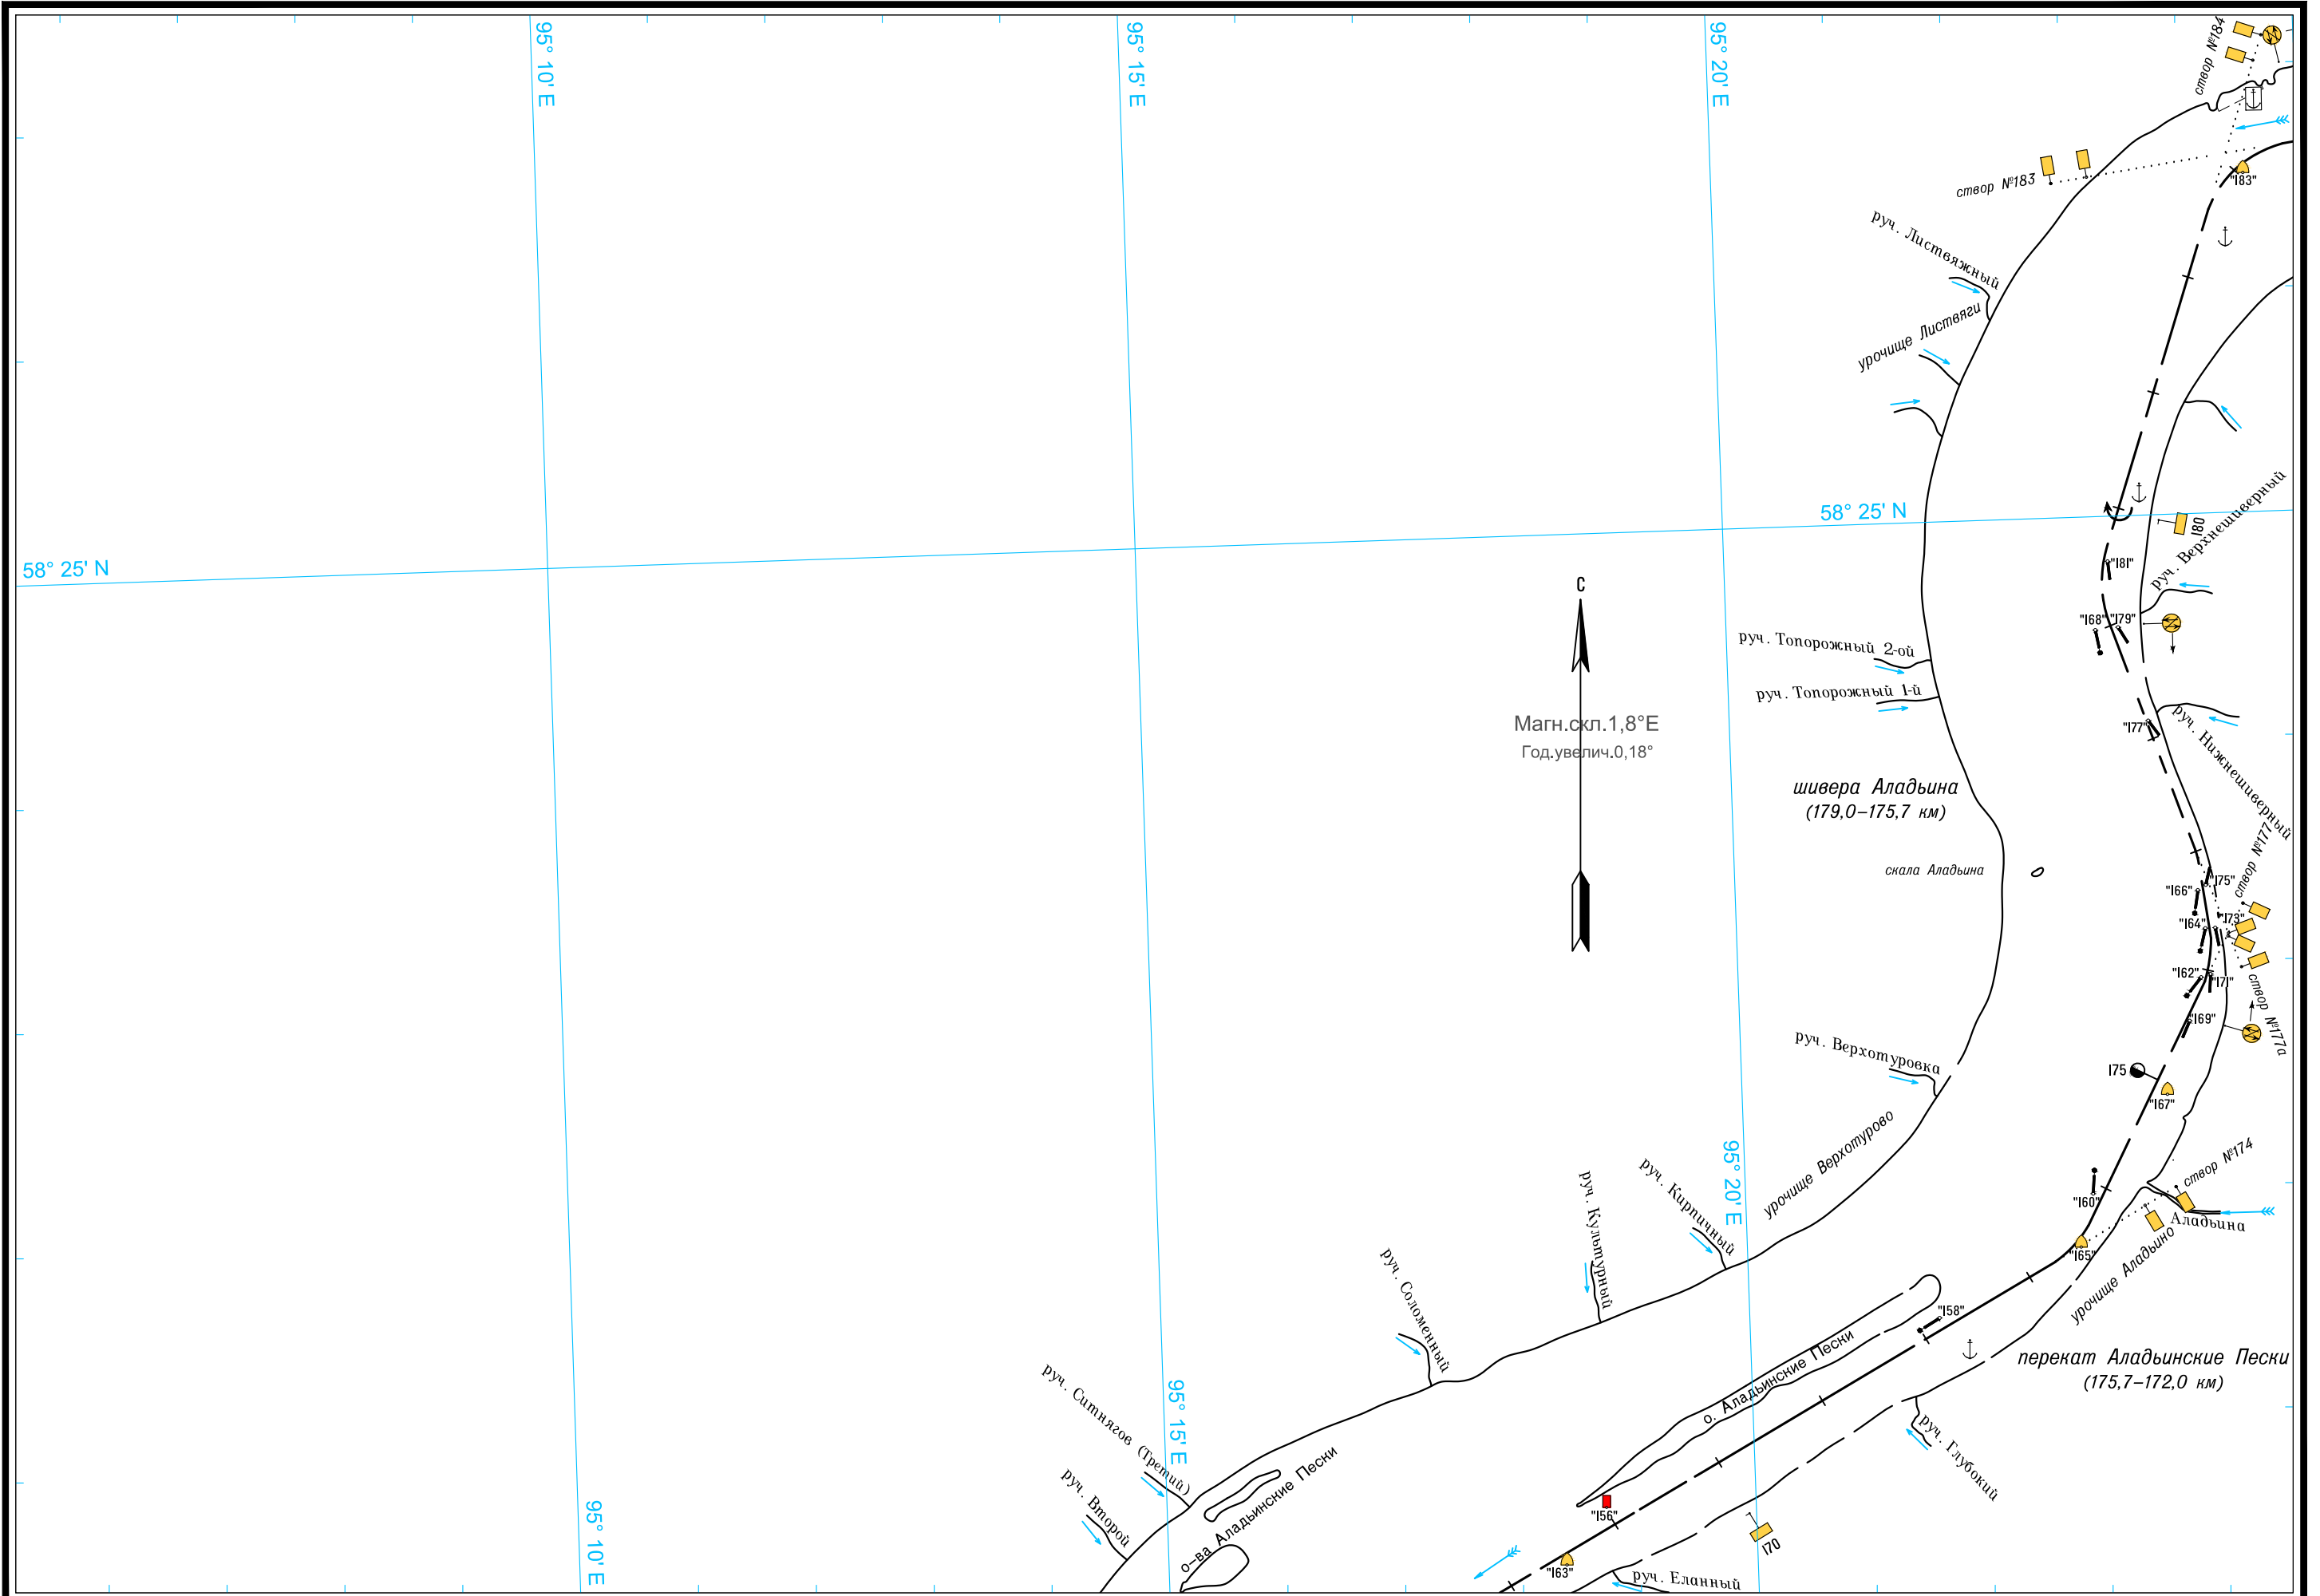 95° 10' E
95° 15' E
95° 20' E
створ №184
створ №183
"183"
руч. Листвяжный
урочище Листвяги
58° 25' N
58° 25' N
180
руч. Верхнешиверный
"181"
"168"
"179"
С
руч. Топорожный 2-ой
руч. Топорожный 1-й
Магн.скл.1,8°E
Год.увелич.0,18°
"177"
руч. Нижнешиверный
шивера Аладьина
(179,0–175,7 км)
скала Аладьина
створ №177
"175"
"166"
"173"
"164"
"162"
"171"
створ №177а
"169"
руч. Верхотуровка
175
"167"
урочище Верхотурово
створ №174
"160"
Аладьина
"165"
урочище Аладьино
руч. Кирпичный
руч. Культурный
руч. Соломенный
"158"
перекат Аладьинские Пески
(175,7–172,0 км)
о. Аладьинские Пески
руч. Глубокий
95° 20' E
95° 15' E
95° 10' E
руч. Ситнягов (Третий)
руч. Второй
о-ва Аладьинские Пески
"156"
170
"163"
руч. Еланный